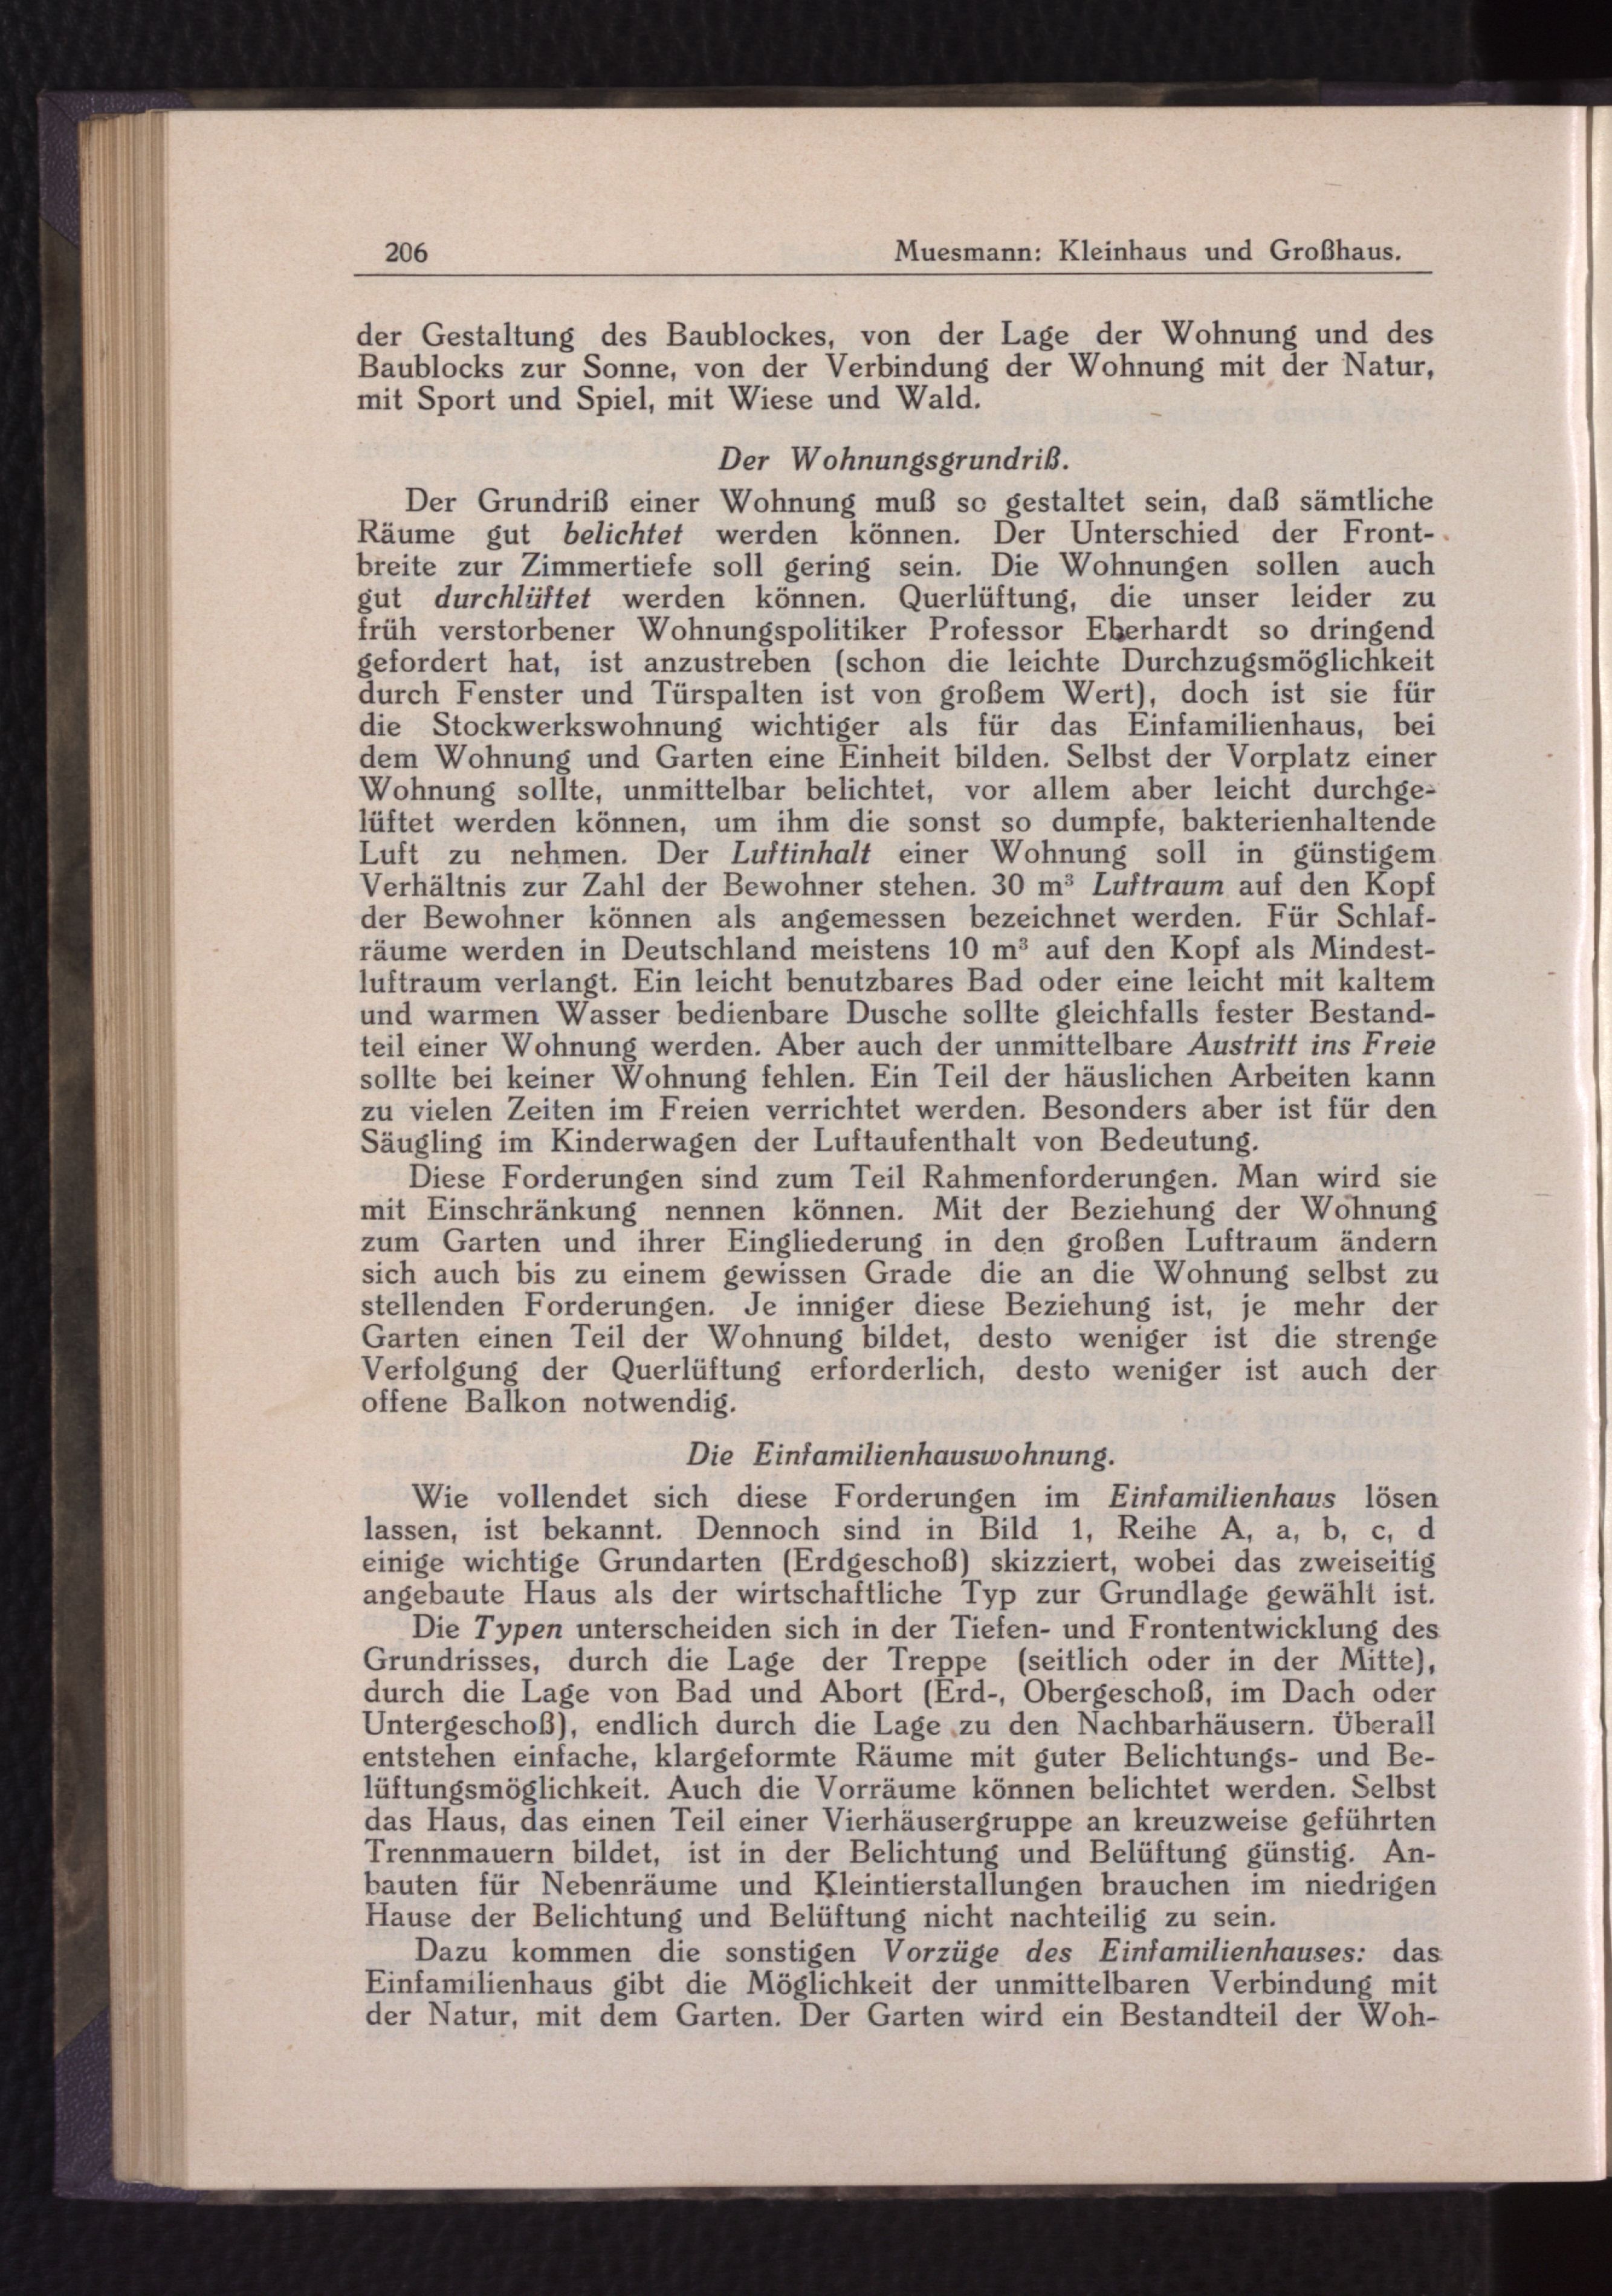 206 Muesmann: Kleinhaus und Großhaus.
der Gestaltung des Baublockes, von der Lage der Wohnung und des
Baublocks zur Sonne, von der Verbindung der Wohnung mit der Natur,
mit Sport und Spiel, mit Wiese und Wald.
Der Wohnungsgrundriß.
Der Grundriß einer Wohnung muß so gestaltet sein, daß sämtliche
Räume gut belichtet werden können. Der Unterschied der Front-
breite zur Zimmertiefe soll gering sein. Die Wohnungen sollen auch
gut durchlüftet werden können. Querlüftung, die unser leider zu
früh verstorbener Wohnungspolitiker Professor Eberhardt so dringend
gefordert hat, ist anzustreben (schon die leichte Durchzugsmöglichkeit
durch Fenster und Türspalten ist von großem Wert), doch ist sie für
die Stockwerkswohnung wichtiger als für das Einfamilienhaus, bei
dem Wohnung und Garten eine Einheit bilden. Selbst der Vorplatz einer
Wohnung sollte, unmittelbar belichtet, vor allem aber leicht durchge-
lüftet werden können, um ihm die sonst so dumpfe, bakterienhaltende
Luft zu nehmen. Der Luftinhalt einer Wohnung soll in günstigem
Verhältnis zur Zahl der Bewohner stehen. 30 m³ Luftraum auf den Kopf
der Bewohner können als angemessen bezeichnet werden. Für Schlaf-
räume werden in Deutschland meistens 10 m³ auf den Kopf als Mindest-
luftraum verlangt. Ein leicht benutzbares Bad oder eine leicht mit kaltem
und warmen Wasser bedienbare Dusche sollte gleichfalls fester Bestand-
teil einer Wohnung werden. Aber auch der unmittelbare Austritt ins Freie
sollte bei keiner Wohnung fehlen. Ein Teil der häuslichen Arbeiten kann
zu vielen Zeiten im Freien verrichtet werden. Besonders aber ist für den
Säugling im Kinderwagen der Luftaufenthalt von Bedeutung.
Diese Forderungen sind zum Teil Rahmenforderungen. Man wird sie
mit Einschränkung nennen können. Mit der Beziehung der Wohnung
zum Garten und ihrer Eingliederung in den großen Luftraum ändern
sich auch bis zu einem gewissen Grade die an die Wohnung selbst zu
stellenden Forderungen. Je inniger diese Beziehung ist, je mehr der
Garten einen Teil der Wohnung bildet, desto weniger ist die strenge
Verfolgung der Querlüftung erforderlich, desto weniger ist auch der
offene Balkon notwendig.
Die Einfamilienhauswohnung.
Wie vollendet sich diese Forderungen im Einfamilienhaus lösen
lassen, ist bekannt. Dennoch sind in Bild 1, Reihe A, a, b, c, d
einige wichtige Grundarten (Erdgeschoß) skizziert, wobei das zweiseitig
angebaute Haus als der wirtschaftliche Typ zur Grundlage gewählt ist.
Die Typen unterscheiden sich in der Tiefen- und Frontentwicklung des
Grundrisses, durch die Lage der Treppe (seitlich oder in der Mitte),
durch die Lage von Bad und Abort (Erd-, Obergeschoß, im Dach oder
Untergeschoß), endlich durch die Lage zu den Nachbarhäusern. Überall
entstehen einfache, klargeformte Räume mit guter Belichtungs- und Be-
lüftungsmöglichkeit. Auch die Vorräume können belichtet werden. Selbst
das Haus, das einen Teil einer Vierhäusergruppe an kreuzweise geführten
Trennmauern bildet, ist in der Belichtung und Belüftung günstig. An-
bauten für Nebenräume und Kleintierstallungen brauchen im niedrigen
Hause der Belichtung und Belüftung nicht nachteilig zu sein.
Dazu kommen die sonstigen Vorzüge des Einfamilienhauses: das
Einfamilienhaus gibt die Möglichkeit der unmittelbaren Verbindung mit
der Natur, mit dem Garten. Der Garten wird ein Bestandteil der Woh-